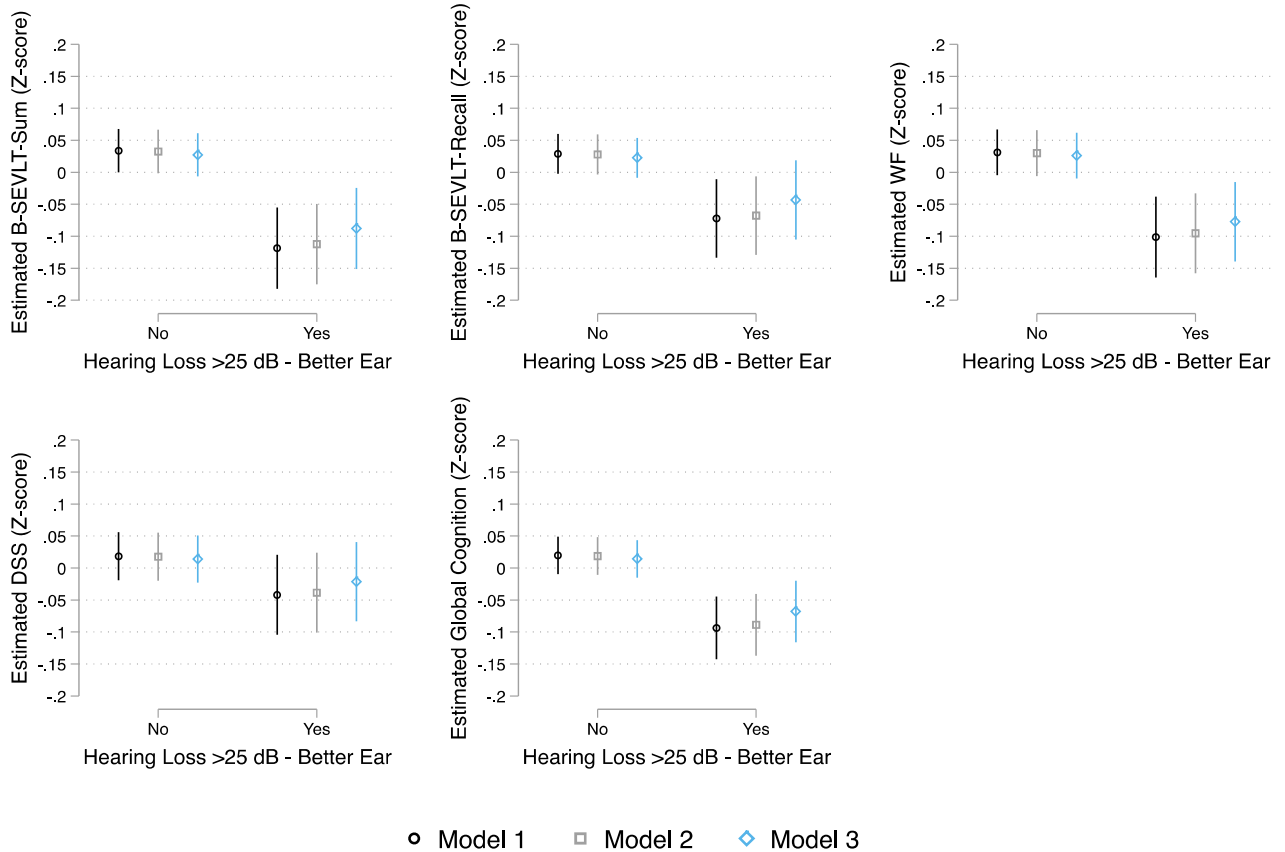 Estimated B-SEVLT-Sum (Z-score)
.2
.15
.1
.05
0
-.05
-.1
-.15
-.2
No
Yes
Hearing Loss >25 dB - Better Ear
Estimated B-SEVLT-Recall (Z-score)
.2
.15
.1
.05
0
-.05
-.1
-.15
-.2
No
Yes
Hearing Loss >25 dB - Better Ear
Estimated WF (Z-score)
.2
.15
.1
.05
0
-.05
-.1
-.15
-.2
No
Yes
Hearing Loss >25 dB - Better Ear
Estimated DSS (Z-score)
.2
.15
.1
.05
0
-.05
-.1
-.15
-.2
No
Yes
Hearing Loss >25 dB - Better Ear
Estimated Global Cognition (Z-score)
.2
.15
.1
.05
0
-.05
-.1
-.15
-.2
No
Yes
Hearing Loss >25 dB - Better Ear
Model 1
Model 2
Model 3